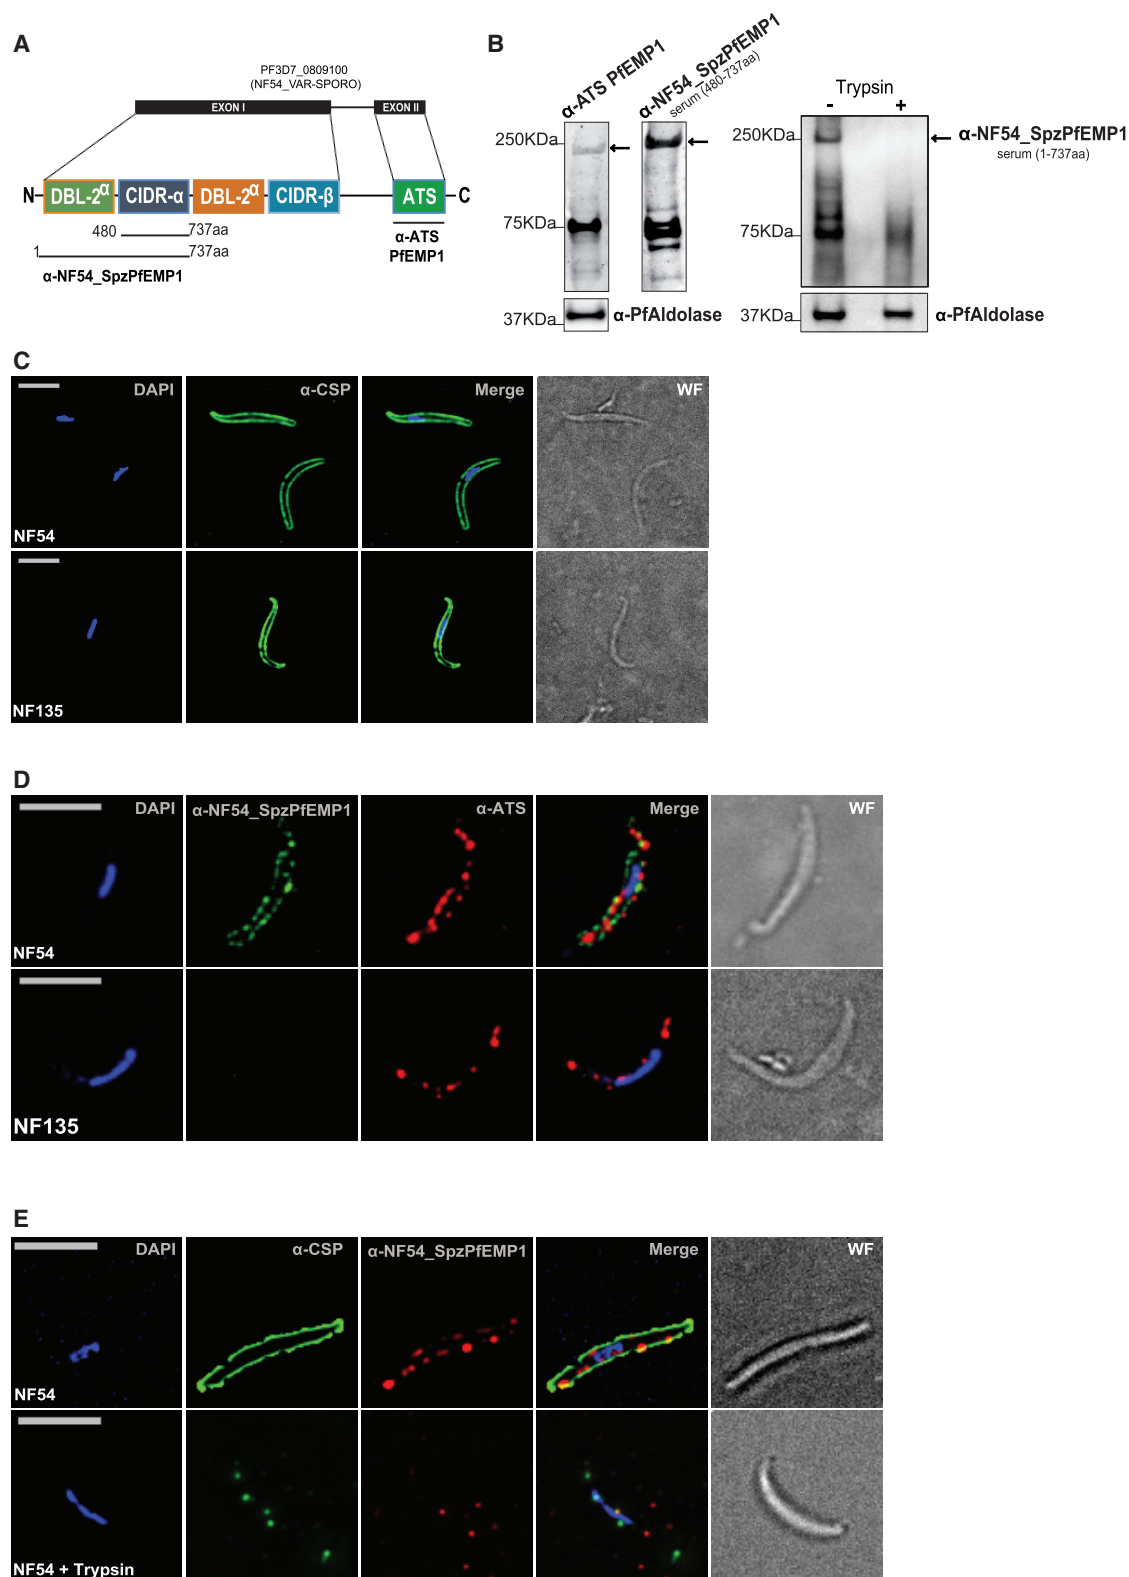 A
PF3D7_0809100
(NF54_VAR-SPORO)
EXON I
EXON II
N
DBL-2α
CIDR-α
DBL-2α
CIDR-β
ATS
C
480
737aa
1
737aa
α-NF54_SpzPfEMP1
α-ATS
PfEMP1
B
α-ATS PfEMP1
α-NF54_SpzPfEMP1
serum (480-737aa)
250KDa
75KDa
37KDa
α-PfAldolase
Trypsin
- +
250KDa
α-NF54_SpzPfEMP1
serum (1-737aa)
75KDa
37KDa
α-PfAldolase
C
DAPI
α-CSP
Merge
WF
NF54
NF135
D
DAPI
α-NF54_SpzPfEMP1
α-ATS
Merge
WF
NF54
NF135
E
DAPI
α-CSP
α-NF54_SpzPfEMP1
Merge
WF
NF54
NF54 + Trypsin